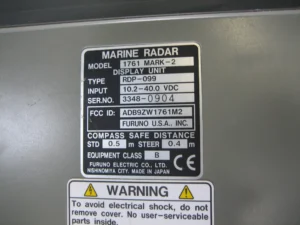 MARINE RADAR
MODEL 1761 MARK-2
DISPLAY UNIT
TYPE RDP-099
INPUT 10.2-40.0 VDC
SER.NO. 3348-0904
FCC ID: ADB9ZW1761M2
FURUNO U.S.A., INC.
COMPASS SAFE DISTANCE
STD 0.5 m STEER 0.4 m
EQUIPMENT CLASS B CE
FURUNO ELECTRIC CO., LTD.
NISHINOMIYA CITY. MADE IN JAPAN
WARNING
To avoid electrical shock, do not
remove cover. No user-serviceable
parts inside.